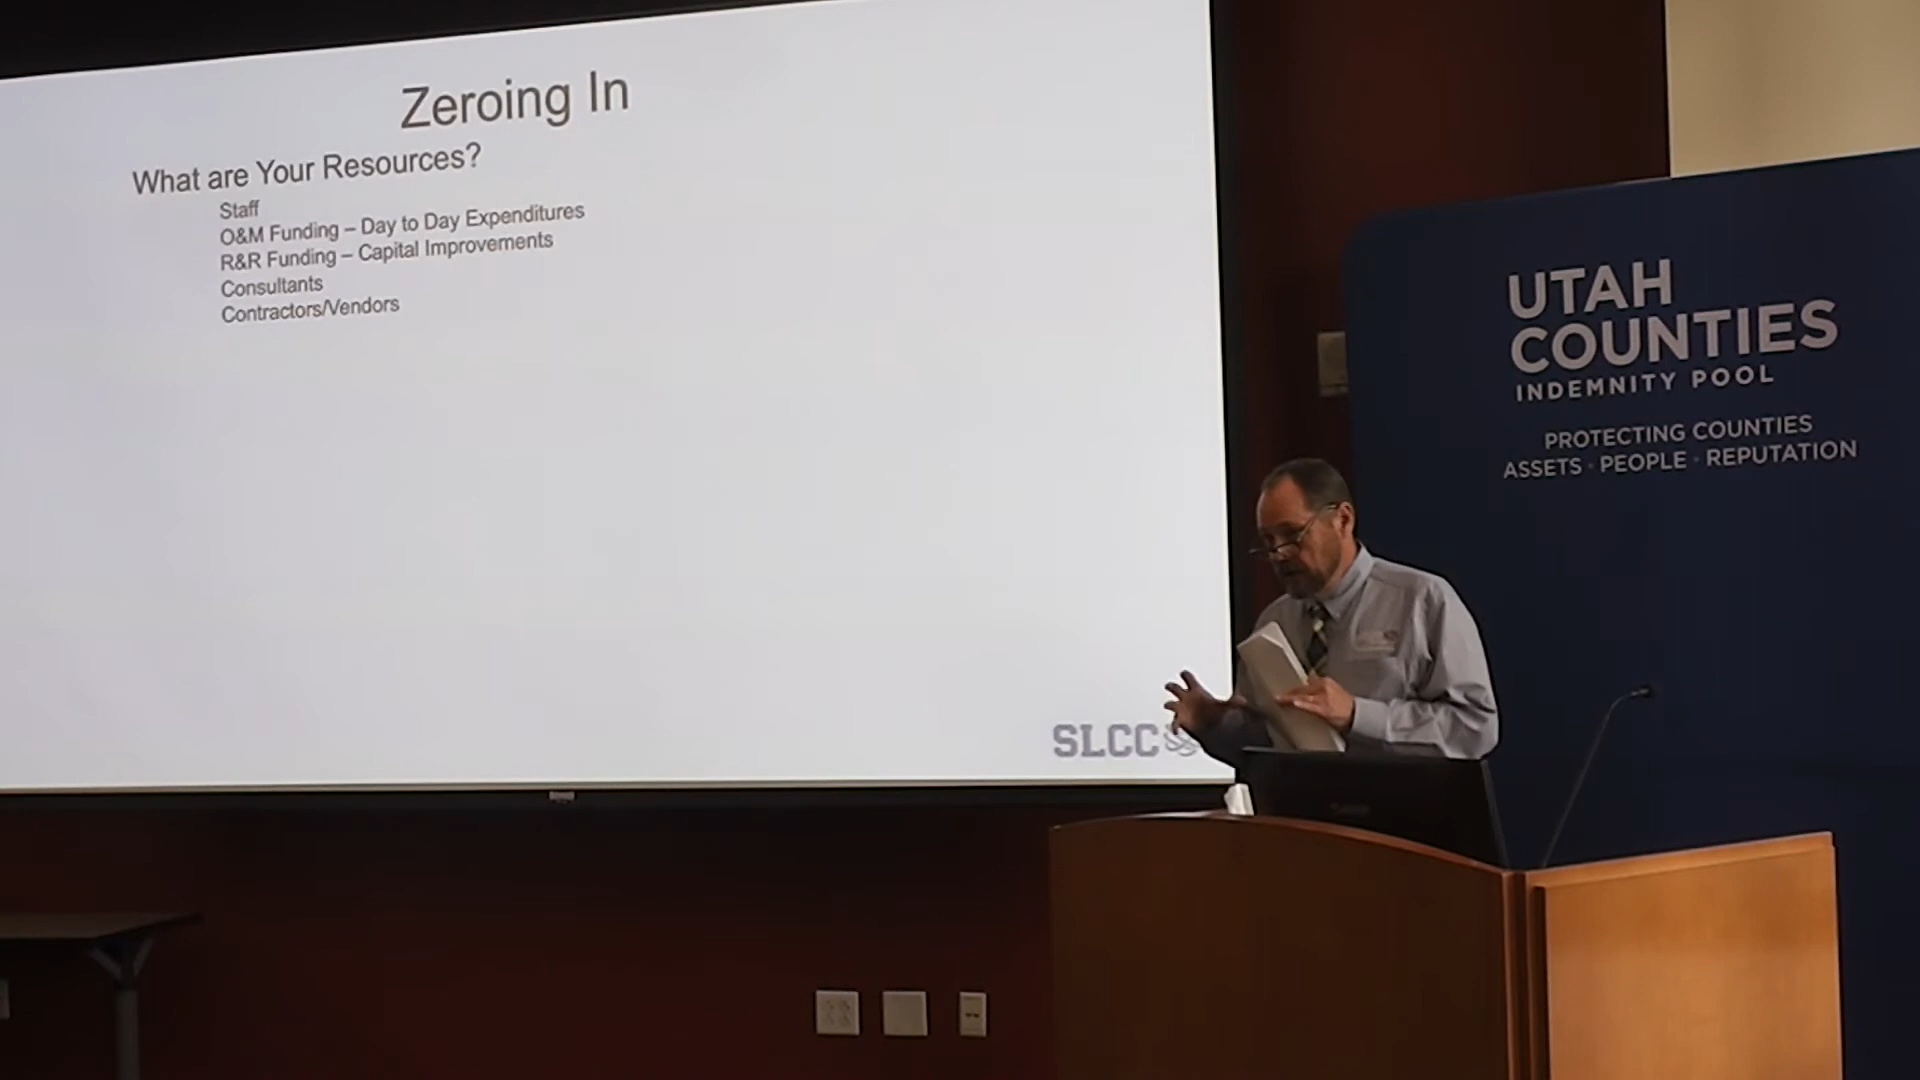 Zeroing In
What are Your Resources?
Staff
O&M Funding – Day to Day Expenditures
R&R Funding – Capital Improvements
Consultants
Contractors/Vendors
SLCC
UTAH
COUNTIES
INDEMNITY POOL
PROTECTING COUNTIES
ASSETS · PEOPLE · REPUTATION